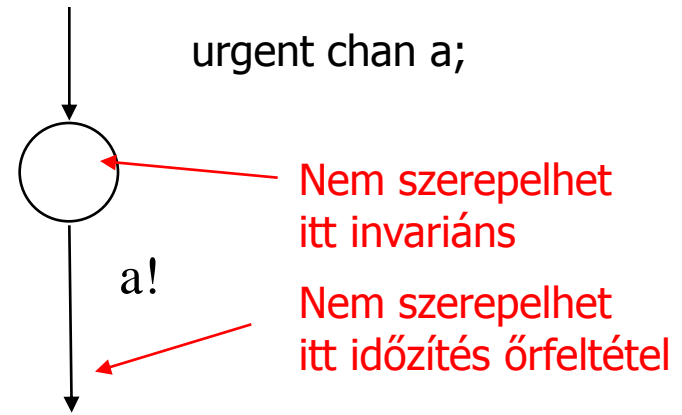 urgent chan a;
Nem szerepelhet
itt invariáns
a!
Nem szerepelhet
itt időzítés őrfeltétel